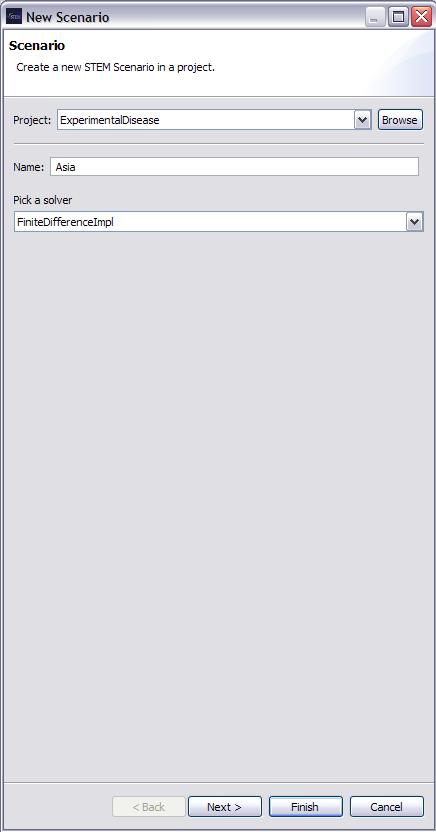 New Scenario
Scenario
Create a new STEM Scenario in a project.
Project: ExperimentalDisease Browse
Name: Asia
Pick a solver
FiniteDifferenceImpl
< Back Next > Finish Cancel